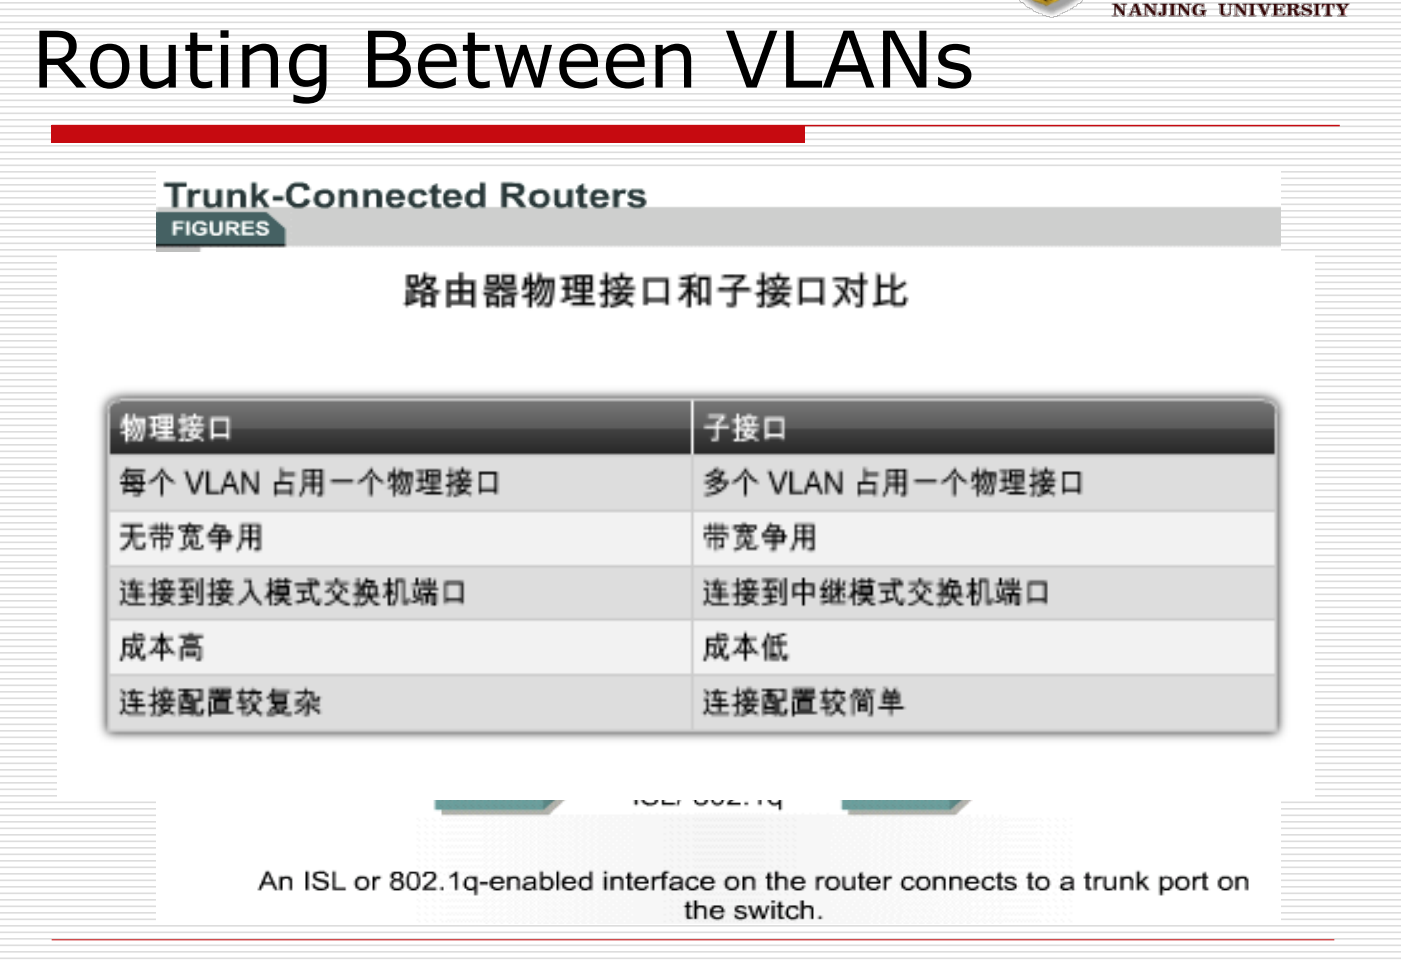 NANJING UNIVERSITY
Routing Between VLANs
Trunk-Connected Routers
FIGURES
路由器物理接口和子接口对比
物理接口 子接口
每个 VLAN 占用一个物理接口 多个 VLAN 占用一个物理接口
无带宽争用 带宽争用
连接到接入模式交换机端口 连接到中继模式交换机端口
成本高 成本低
连接配置较复杂 连接配置较简单
ISL/ 802.1q
An ISL or 802.1q-enabled interface on the router connects to a trunk port on
the switch.